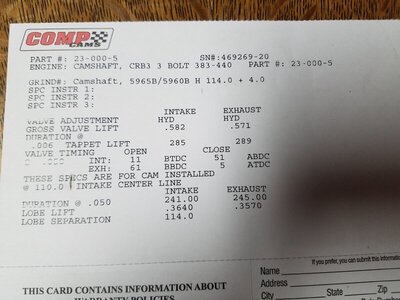 COMP
CAMS
PART #: 23-000-5 SN#:469269-20
ENGINE: CAMSHAFT, CRB3 3 BOLT 383-440 PART #: 23-000-5
GRIND#: Camshaft, 5965B/5960B H 114.0 + 4.0
SPC INSTR 1:
SPC INSTR 2:
SPC INSTR 3:
INTAKE EXHAUST
VALVE ADJUSTMENT HYD HYD
GROSS VALVE LIFT .582 .571
DURATION @
.006 TAPPET LIFT 285 289
VALVE TIMING OPEN CLOSE
INT: 11 BTDC 51 ABDC
EXH: 61 BBDC 5 ATDC
THESE SPECS ARE FOR CAM INSTALLED
@ 110.0 INTAKE CENTER LINE
INTAKE EXHAUST
DURATION @ .050 241.00 245.00
LOBE LIFT .3640 .3570
LOBE SEPARATION 114.0
If you prefer, you can submit this
THIS CARD CONTAINS INFORMATION ABOUT
WARRANTY POLICIES
Name
Address
City State Zip